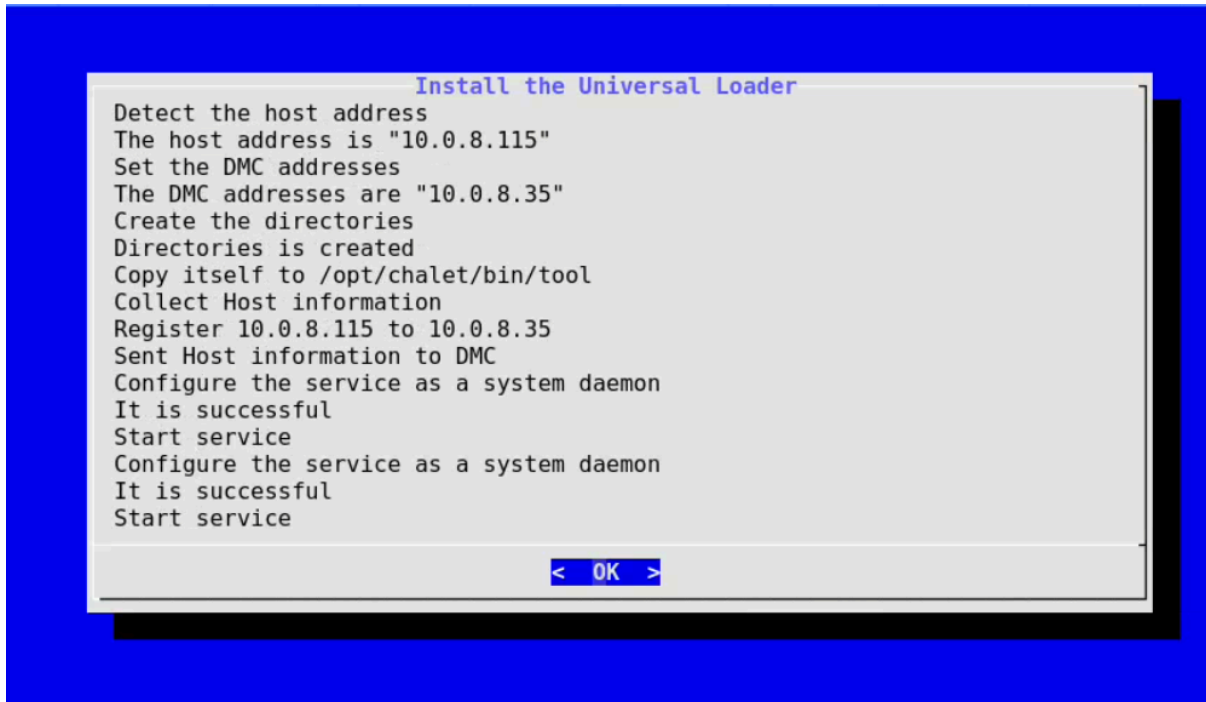 Install the Universal Loader
Detect the host address
The host address is "10.0.8.115"
Set the DMC addresses
The DMC addresses are "10.0.8.35"
Create the directories
Directories is created
Copy itself to /opt/chalet/bin/tool
Collect Host information
Register 10.0.8.115 to 10.0.8.35
Sent Host information to DMC
Configure the service as a system daemon
It is successful
Start service
Configure the service as a system daemon
It is successful
Start service
< OK >